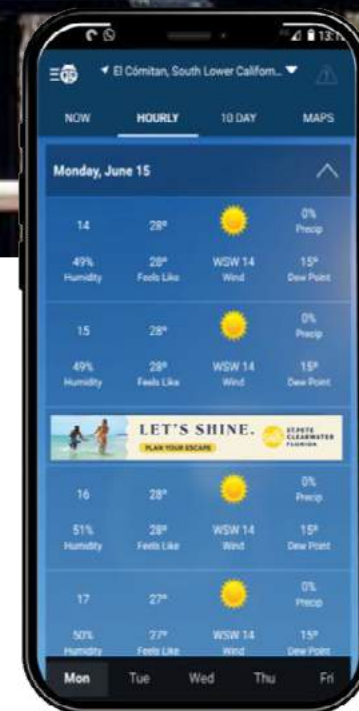 13:1
El Cómitan, South Lower Californ...
NOW HOURLY 10 DAY MAPS
Monday, June 15
14 28° 0%
Precip
49% 28° WSW 14 15°
Humidity Feels Like Wind Dew Point
15 28° 0%
Precip
49% 28° WSW 14 15°
Humidity Feels Like Wind Dew Point
LET'S SHINE.
PLAN YOUR ESCAPE
ST.PETE
CLEARWATER
FLORIDA
16 28° 0%
Precip
51% 28° WSW 14 15°
Humidity Feels Like Wind Dew Point
17 27° 0%
Precip
50% 27° WSW 14 15°
Humidity Feels Like Wind Dew Point
Mon Tue Wed Thu Fri